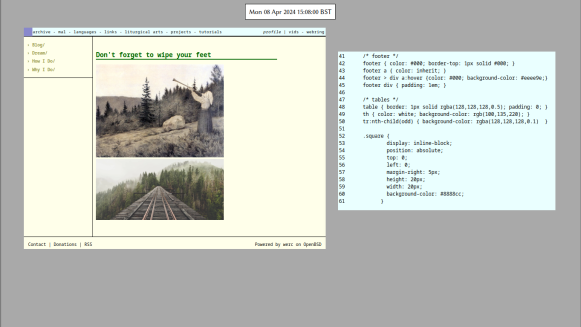 Mon 08 Apr 2024 15:08:00 BST
archive - mal - languages - links - liturgical arts - projects - tutorials
profile | vids - webring
› Blog/
› Dream/
› How I Do/
› Why I Do/
Don't forget to wipe your feet
Contact | Donations | RSS
Powered by werc on OpenBSD
41 /* footer */
42 footer { color: #000; border-top: 1px solid #000; }
43 footer a { color: inherit; }
44 footer > div a:hover {color: #000; background-color: #eeee9e;}
45 footer div { padding: 1em; }
46
47 /* tables */
48 table { border: 1px solid rgba(128,128,128,0.5); padding: 0; }
49 th { color: white; background-color: rgb(100,135,220); }
50 tr:nth-child(odd) { background-color: rgba(128,128,128,0.1) }
51
52 .square {
53 display: inline-block;
54 position: absolute;
55 top: 0;
56 left: 0;
57 margin-right: 5px;
58 height: 20px;
59 width: 20px;
60 background-color: #8888cc;
61 }